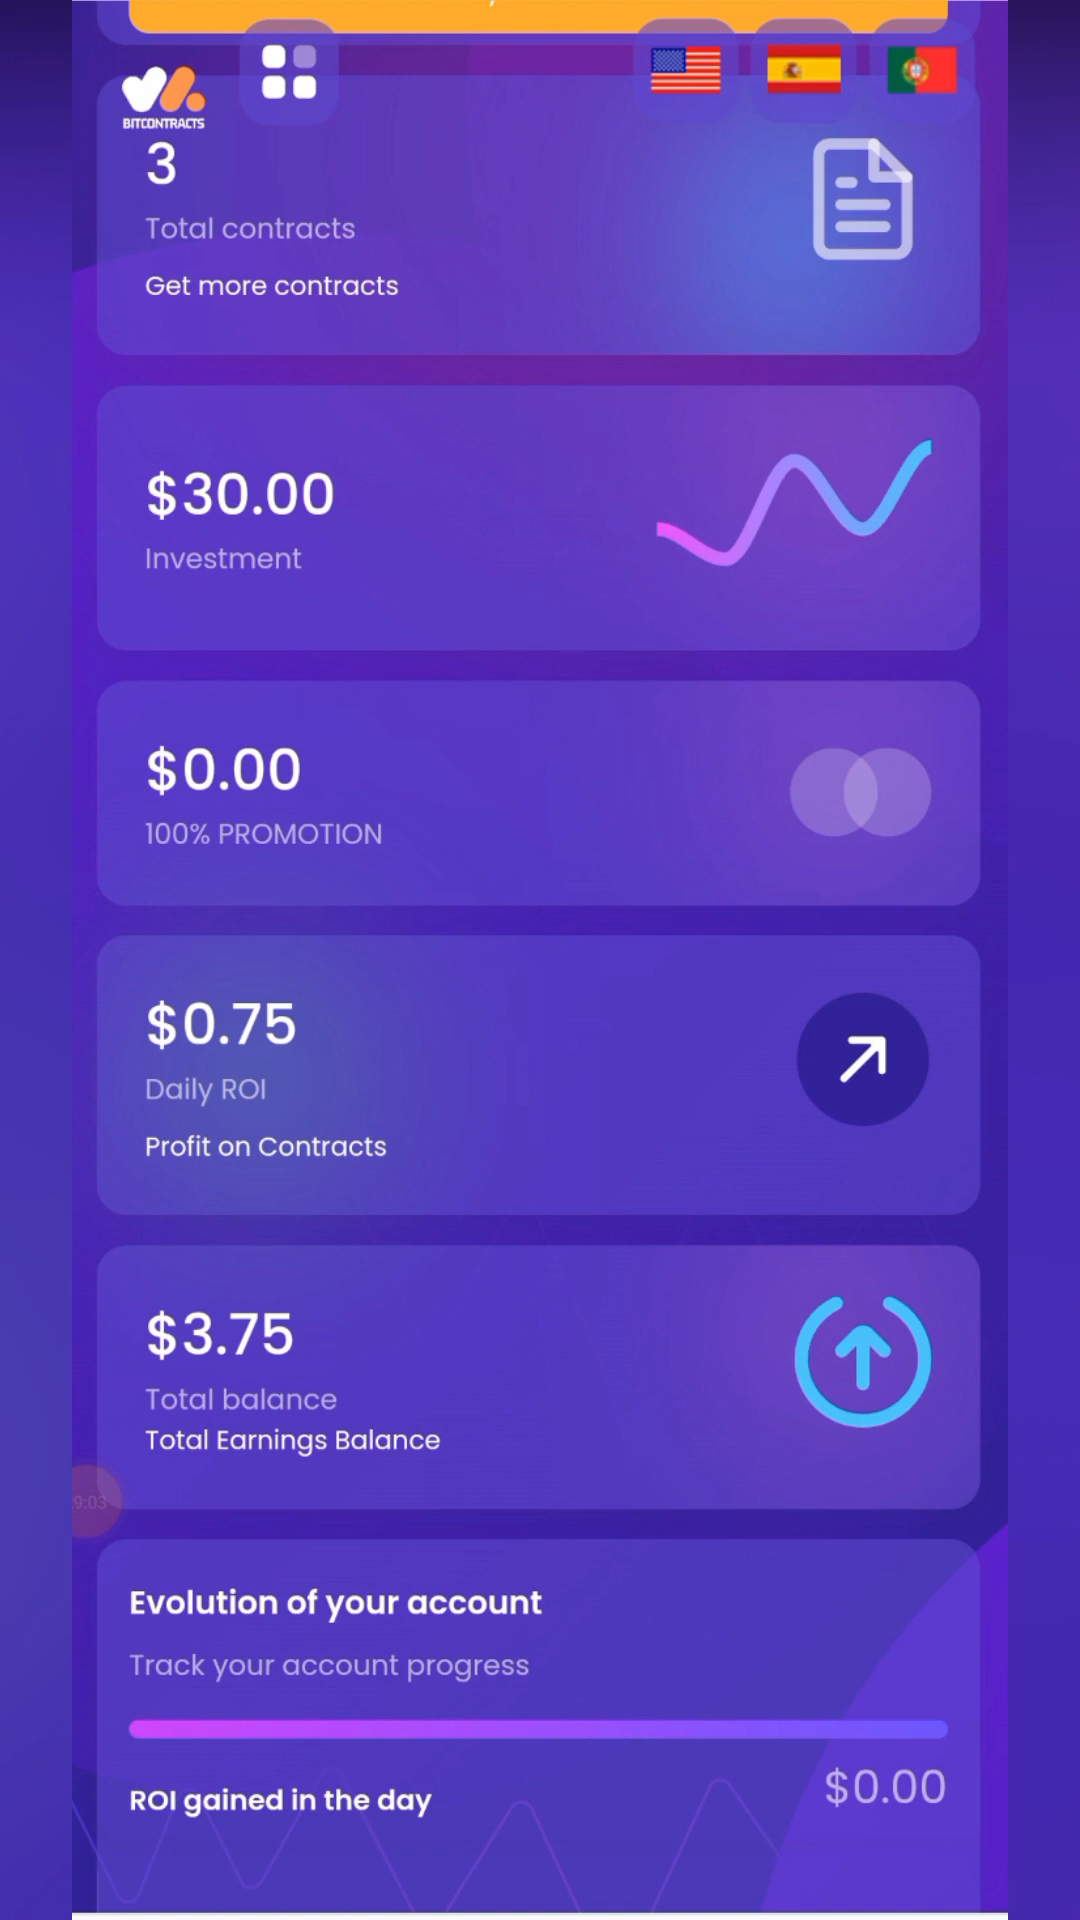 BITCONTRACTS
3
Total contracts
Get more contracts
$30.00
Investment
$0.00
100% PROMOTION
$0.75
Daily ROI
Profit on Contracts
$3.75
Total balance
Total Earnings Balance
9:03
Evolution of your account
Track your account progress
ROI gained in the day
$0.00